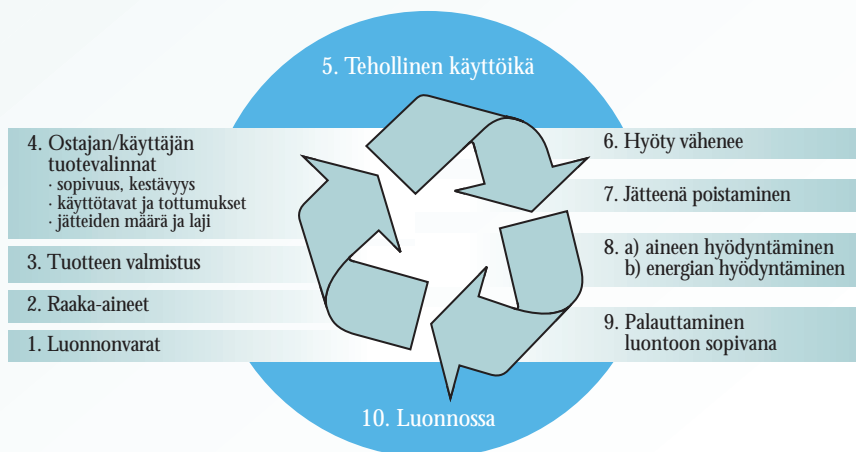 5. Tehollinen käyttöikä
4. Ostajan/käyttäjän
tuotevalinnat
· sopivuus, kestävyys
· käyttötavat ja tottumukset
· jätteiden määrä ja laji
3. Tuotteen valmistus
2. Raaka-aineet
1. Luonnonvarat
6. Hyöty vähenee
7. Jätteenä poistaminen
8. a) aineen hyödyntäminen
b) energian hyödyntäminen
9. Palauttaminen
luontoon sopivana
10. Luonnossa